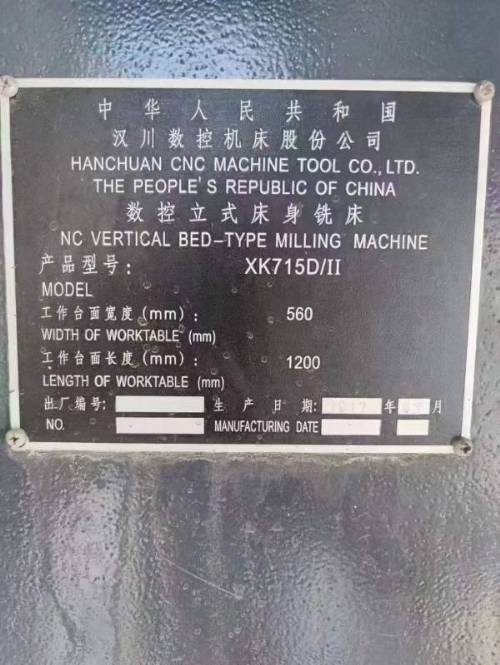 中华人民共和国
汉川数控机床股份公司
HANCHUAN CNC MACHINE TOOL CO., LTD.
THE PEOPLE'S REPUBLIC OF CHINA
数控立式床身铣床
NC VERTICAL BED-TYPE MILLING MACHINE
产品型号: XK715D/II
MODEL
工作台面宽度(mm): 560
WIDTH OF WORKTABLE (mm)
工作台面长度(mm): 1200
LENGTH OF WORKTABLE (mm)
出厂编号: 生产日期: 年 月
NO. MANUFACTURING DATE